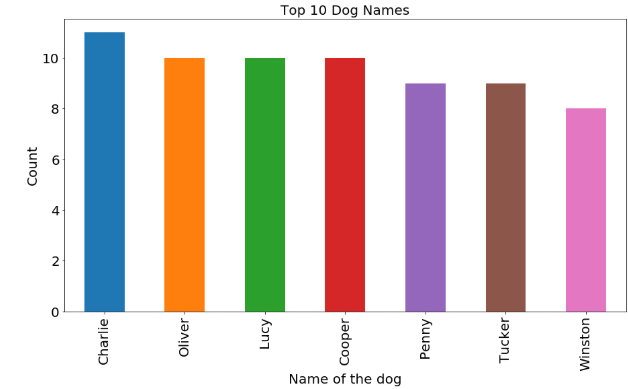 Top 10 Dog Names
Count
10
8
6
4
2
0
Charlie
Oliver
Lucy
Cooper
Penny
Tucker
Winston
Name of the dog